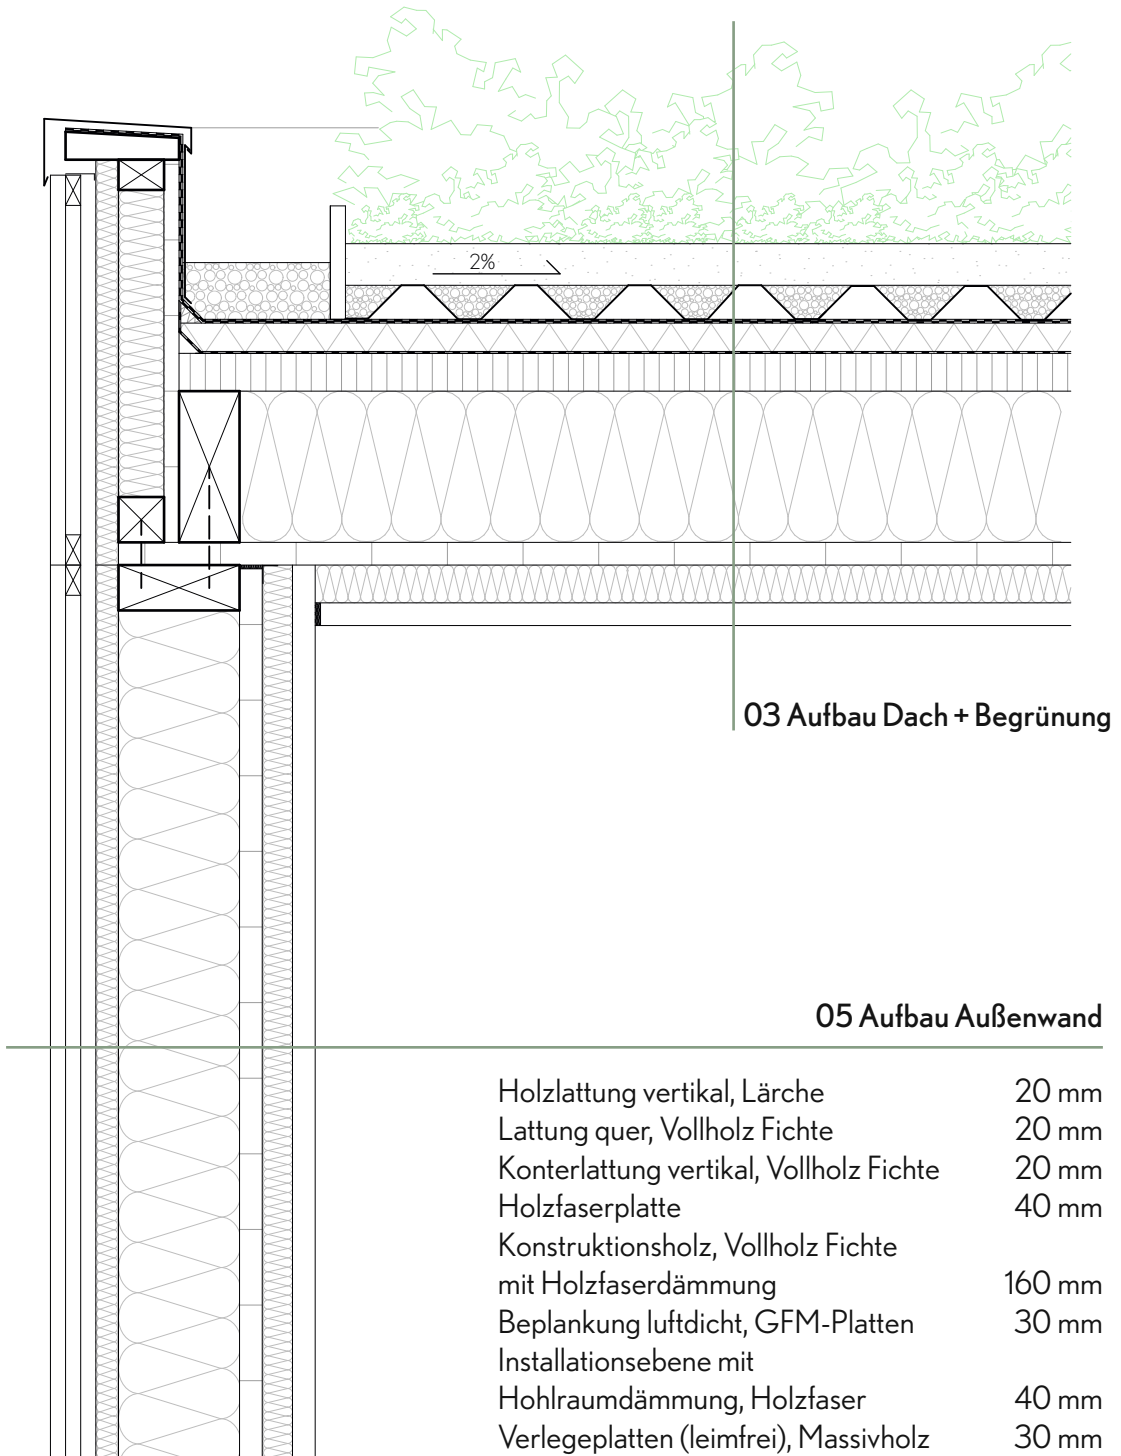 2%
03 Aufbau Dach + Begrünung
05 Aufbau Außenwand
Holzlattung vertikal, Lärche 20 mm
Lattung quer, Vollholz Fichte 20 mm
Konterlattung vertikal, Vollholz Fichte 20 mm
Holzfaserplatte 40 mm
Konstruktionsholz, Vollholz Fichte
mit Holzfaserdämmung 160 mm
Beplankung luftdicht, GFM-Platten 30 mm
Installationsebene mit
Hohlraumdämmung, Holzfaser 40 mm
Verlegeplatten (leimfrei), Massivholz 30 mm